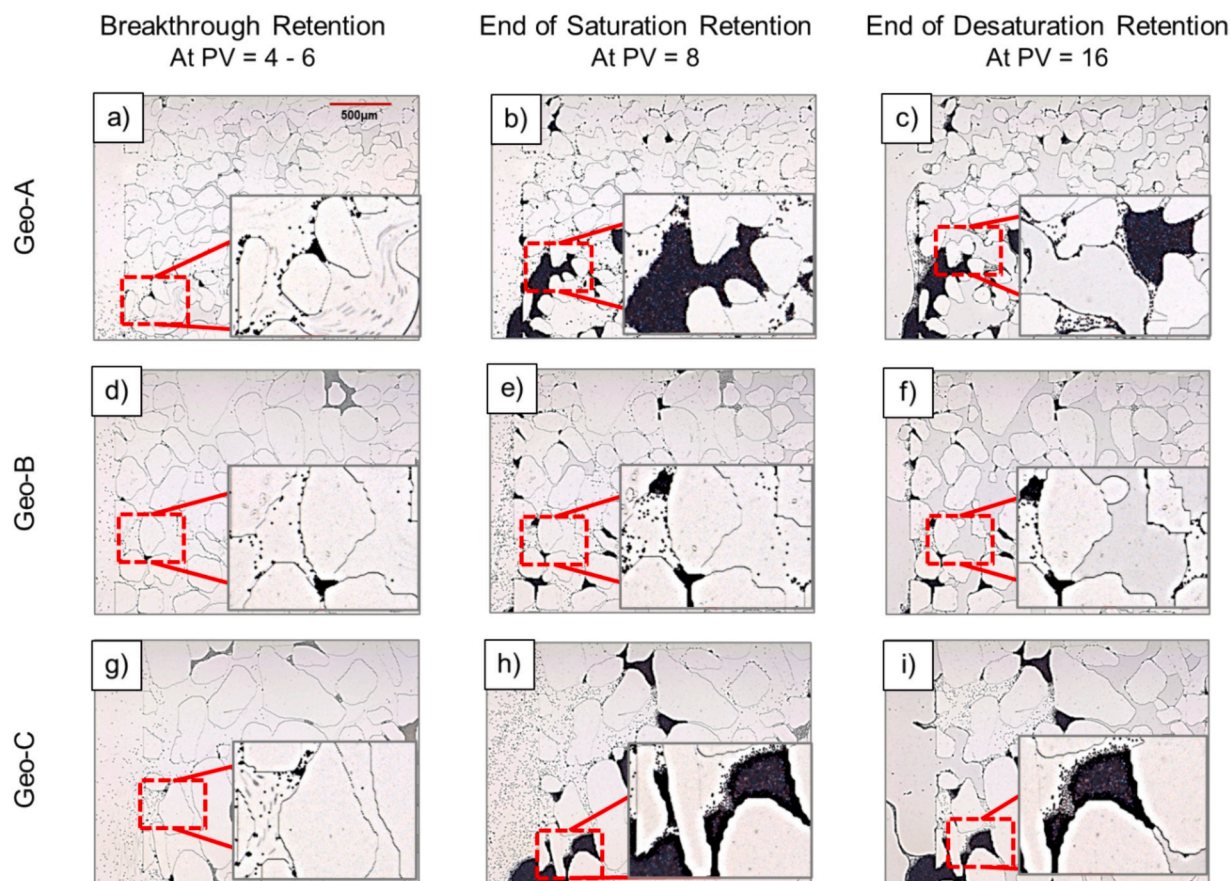 Breakthrough Retention
At PV = 4 - 6
End of Saturation Retention
At PV = 8
End of Desaturation Retention
At PV = 16
Geo-A
a)
500μm
b)
c)
Geo-B
d)
e)
f)
Geo-C
g)
h)
i)